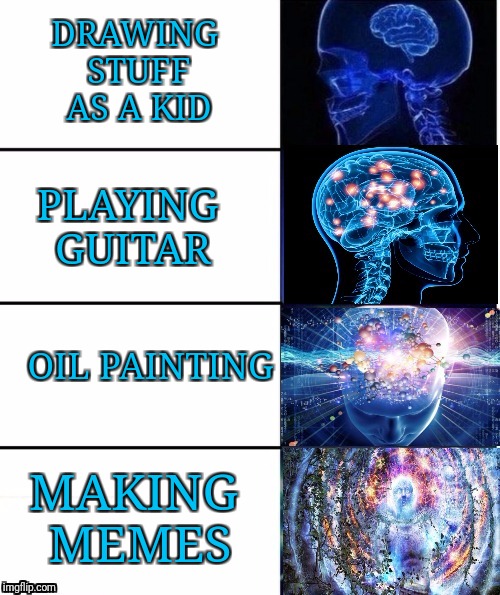 DRAWING
STUFF
AS A KID
PLAYING
GUITAR
OIL PAINTING
MAKING
MEMES
imgflip.com